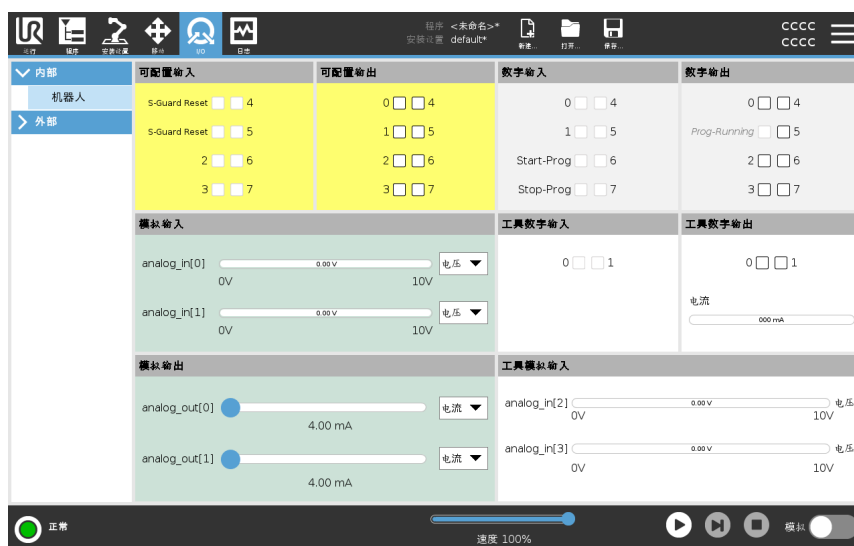 程序 <未命名>*
安装设置 default*
CCCC
CCCC
UR
运行
程序
安装设置
移动
I/O
日志
新建...
打开...
保存...
内部
机器人
外部
可配置输入
S-Guard Reset 4
S-Guard Reset 5
2 6
3 7
可配置输出
0 4
1 5
2 6
3 7
数字输入
0 4
1 5
Start-Prog 6
Stop-Prog 7
数字输出
0 4
Prog-Running 5
2 6
3 7
模拟输入
analog_in[0] 0.00 V 电压
0V 10V
analog_in[1] 0.00 V 电压
0V 10V
工具数字输入
0 1
工具数字输出
0 1
电流
000 mA
模拟输出
analog_out[0] 电流
4.00 mA
analog_out[1] 电流
4.00 mA
工具模拟输入
analog_in[2] 0.00 V 电压
0V 10V
analog_in[3] 0.00 V 电压
0V 10V
正常
速度 100%
模拟